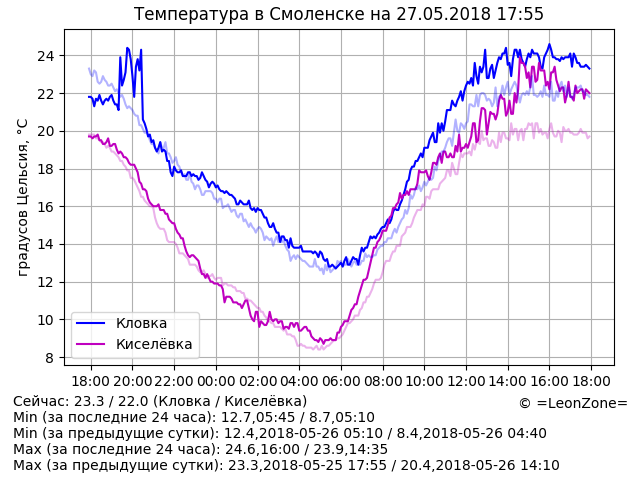 Температура в Смоленске на 27.05.2018 17:55
градусов Цельсия, °C
24
22
20
18
16
14
12
10
8
Кловка
Киселёвка
18:00 20:00 22:00 00:00 02:00 04:00 06:00 08:00 10:00 12:00 14:00 16:00 18:00
© =LeonZone=
Сейчас: 23.3 / 22.0 (Кловка / Киселёвка)
Min (за последние 24 часа): 12.7,05:45 / 8.7,05:10
Min (за предыдущие сутки): 12.4,2018-05-26 05:10 / 8.4,2018-05-26 04:40
Max (за последние 24 часа): 24.6,16:00 / 23.9,14:35
Max (за предыдущие сутки): 23.3,2018-05-25 17:55 / 20.4,2018-05-26 14:10